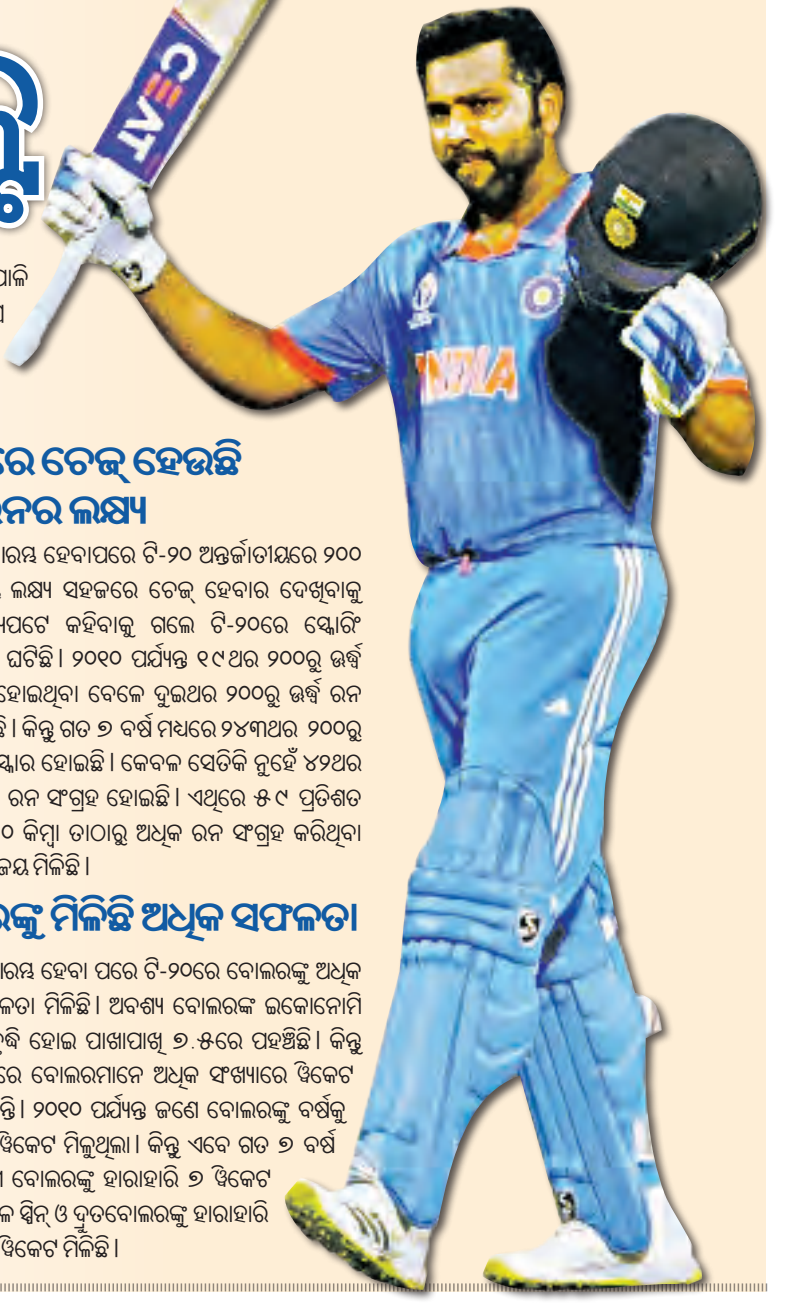 CEAT
ପାଳି
INDIA
ରେ ଚେଜ୍ ହେଉଛି
ନର ଲକ୍ଷ୍ୟ
ାରମ୍ଭ ହେବାପରେ ଟି-୨୦ ଅନ୍ତର୍ଜାତୀୟରେ ୨୦୦
ଲକ୍ଷ୍ୟ ସହଜରେ ଚେଜ୍ ହେବାର ଦେଖିବାକୁ
୍ୟପଟେ କହିବାକୁ ଗଲେ ଟି-୨୦ରେ ସ୍କୋରିଂ
ଘଟିଛି । ୨୦୧୦ ପର୍ଯ୍ୟନ୍ତ ୧୯ଥର ୨୦୦ରୁ ଊର୍ଦ୍ଧ୍ୱ
ହୋଇଥିବା ବେଳେ ଦୁଇଥର ୨୦୦ରୁ ଊର୍ଦ୍ଧ୍ୱ ରନ
ଛି । କିନ୍ତୁ ଗତ ୭ ବର୍ଷ ମଧ୍ୟରେ ୨୪୩ଥର ୨୦୦ରୁ
ସ୍କୋର ହୋଇଛି । କେବଳ ସେତିକି ନୁହେଁ ୪୨ଥର
ରନ ସଂଗ୍ରହ ହୋଇଛି । ଏଥିରେ ୫୯ ପ୍ରତିଶତ
୦ କିମ୍ବା ତାଠାରୁ ଅଧିକ ରନ ସଂଗ୍ରହ କରିଥିବା
ଜୟ ମିଳିଛି ।
ରଙ୍କୁ ମିଳିଛି ଅଧିକ ସଫଳତା
ାରମ୍ଭ ହେବା ପରେ ଟି-୨୦ରେ ବୋଲରଙ୍କୁ ଅଧିକ
ଳତା ମିଳିଛି । ଅବଶ୍ୟ ବୋଲରଙ୍କ ଇକୋନୋମି
ବୃଦ୍ଧି ହୋଇ ପାଖାପାଖି ୭.୫ରେ ପହଞ୍ଚିଛି । କିନ୍ତୁ
ରେ ବୋଲରମାନେ ଅଧିକ ସଂଖ୍ୟାରେ ୱିକେଟ
ନ୍ତି । ୨୦୧୦ ପର୍ଯ୍ୟନ୍ତ ଜଣେ ବୋଲରଙ୍କୁ ବର୍ଷକୁ
ୱିକେଟ ମିଳୁଥିଲା । କିନ୍ତୁ ଏବେ ଗତ ୭ ବର୍ଷ
ବୋଲରଙ୍କୁ ହାରାହାରି ୭ ୱିକେଟ
ଳ ସ୍ପିନ୍ ଓ ଦ୍ରୁତବୋଲରଙ୍କୁ ହାରାହାରି
ୱିକେଟ ମିଳିଛି ।